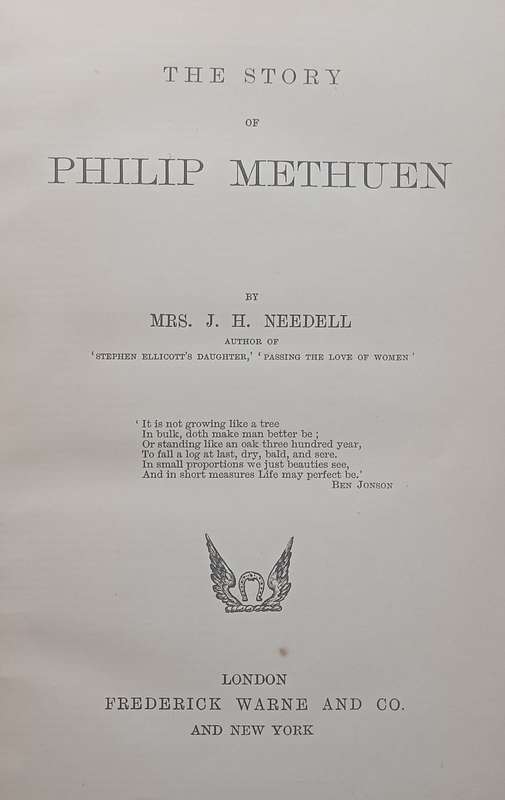 THE STORY
OF
PHILIP METHUEN
BY
MRS. J. H. NEEDELL
AUTHOR OF
‘STEPHEN ELLICOTT'S DAUGHTER,’ ‘PASSING THE LOVE OF WOMEN’
‘It is not growing like a tree
In bulk, doth make man better be;
Or standing like an oak three hundred year,
To fall a log at last, dry, bald, and sere.
In small proportions we just beauties see,
And in short measures Life may perfect be.’
BEN JONSON
LONDON
FREDERICK WARNE AND CO.
AND NEW YORK